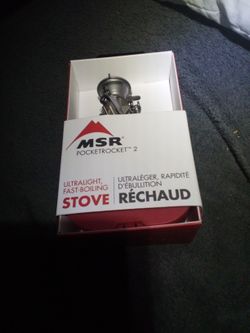 MSR
POCKETROCKET™ 2
ULTRALIGHT,
FAST-BOILING
STOVE
ULTRALÉGER, RAPIDITÉ
D'ÉBULLITION
RÉCHAUD